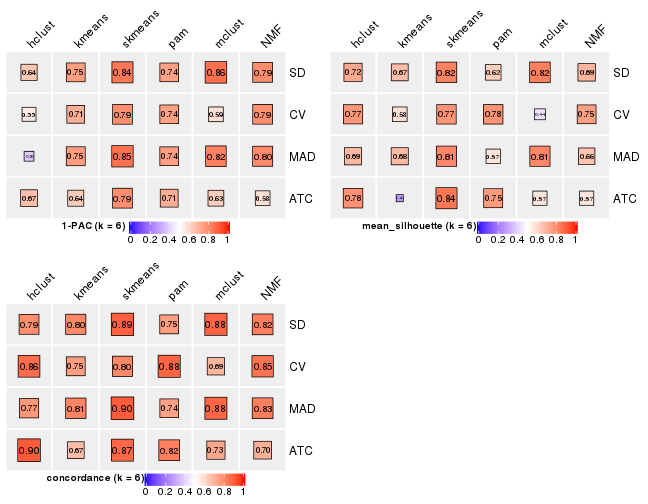 hclust kmeans skmeans pam mclust NMF
0.64 0.75 0.84 0.74 0.86 0.79 SD
0.71 0.79 0.74 0.59 0.79 CV
0.75 0.85 0.74 0.82 0.80 MAD
0.67 0.64 0.79 0.71 0.63 0.58 ATC
1-PAC (k = 6)
0 0.2 0.4 0.6 0.8 1
hclust kmeans skmeans pam mclust NMF
0.72 0.67 0.82 0.62 0.82 0.69 SD
0.77 0.58 0.77 0.78 0.44 0.75 CV
0.69 0.68 0.81 0.57 0.81 0.66 MAD
0.78 0.84 0.75 0.57 0.57 ATC
mean_silhouette (k = 6)
0 0.2 0.4 0.6 0.8 1
hclust kmeans skmeans pam mclust NMF
0.79 0.80 0.89 0.75 0.88 0.82 SD
0.86 0.75 0.80 0.88 0.69 0.85 CV
0.77 0.81 0.90 0.74 0.88 0.83 MAD
0.90 0.67 0.87 0.82 0.73 0.70 ATC
concordance (k = 6)
0 0.2 0.4 0.6 0.8 1